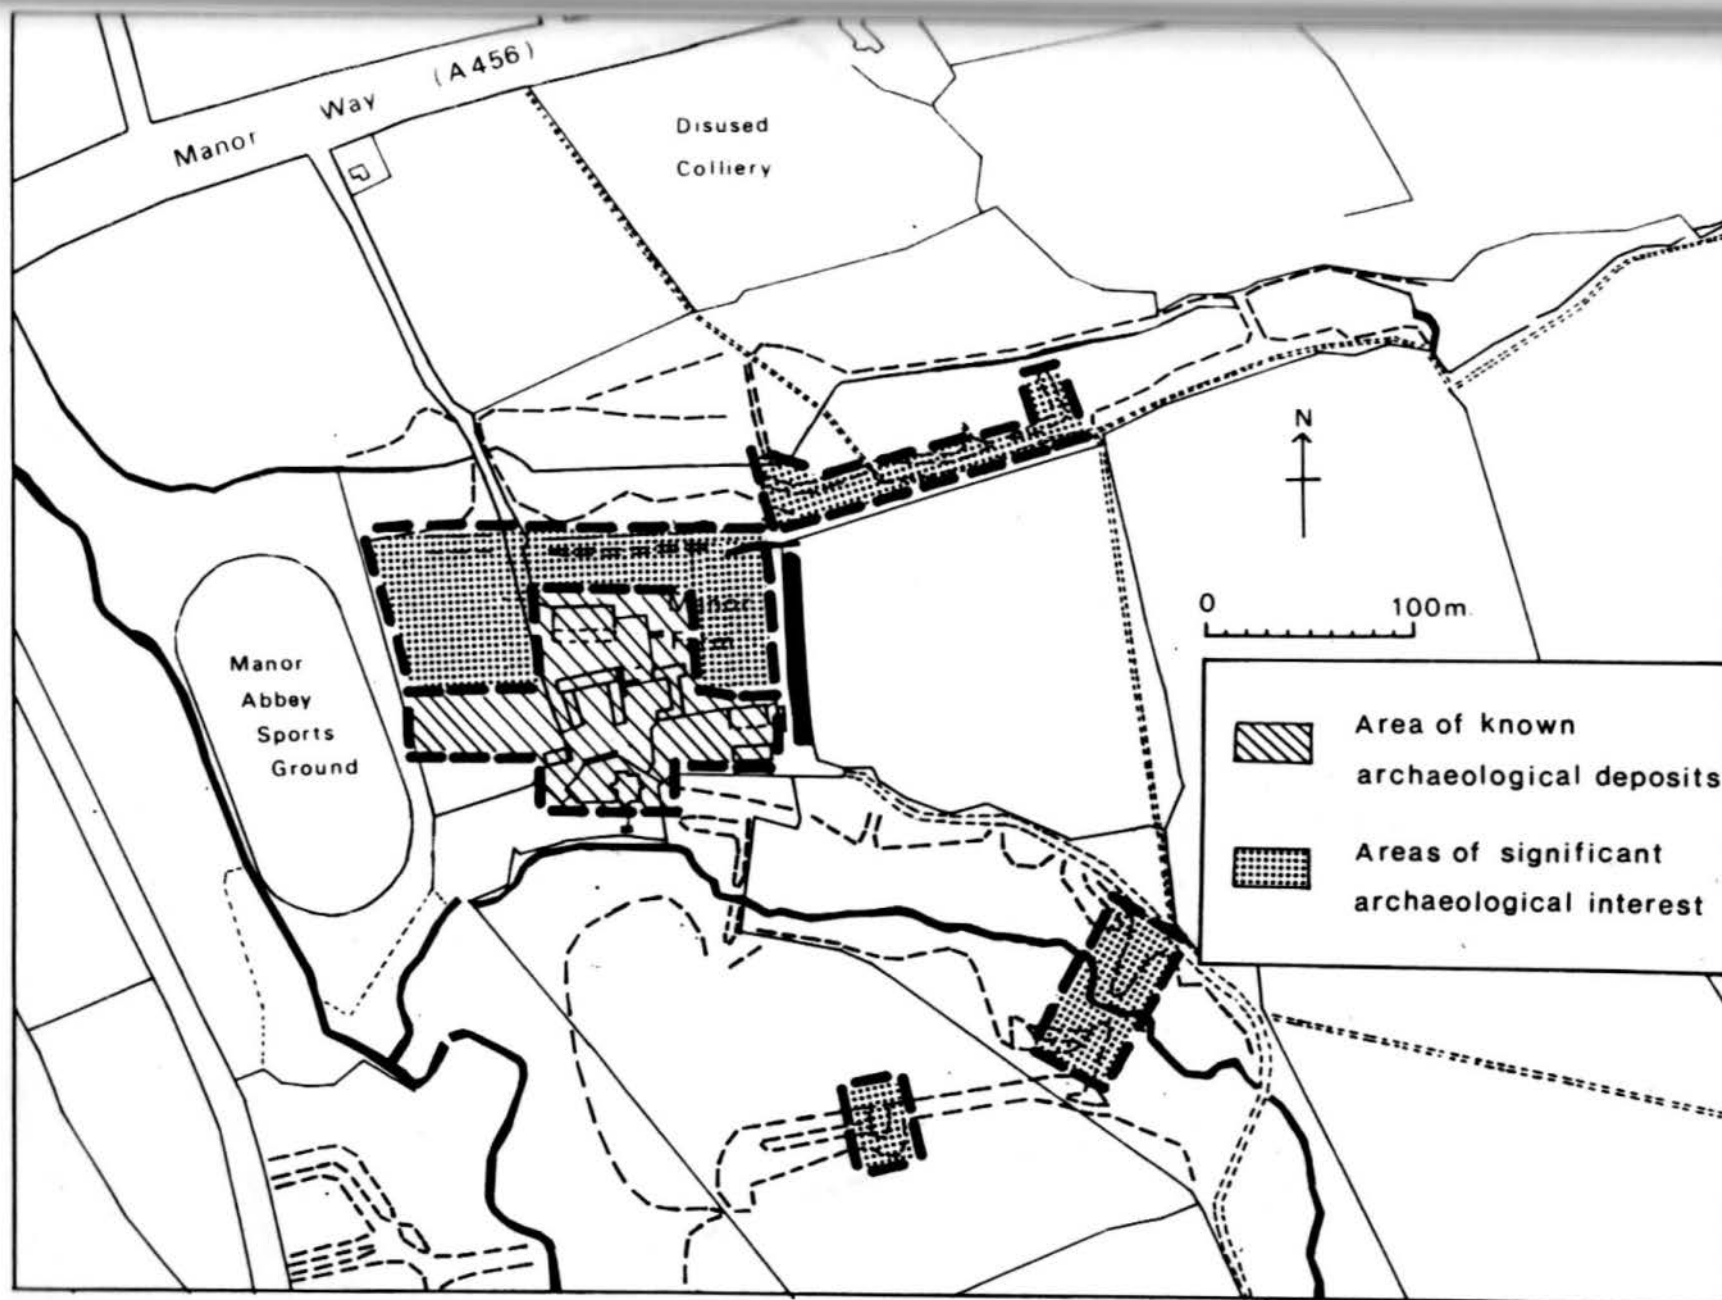 Manor Way (A456)
Disused
Colliery
N
0 100m.
Manor
Manor
Abbey
Sports
Ground
Area of known
archaeological deposits
Areas of significant
archaeological interest